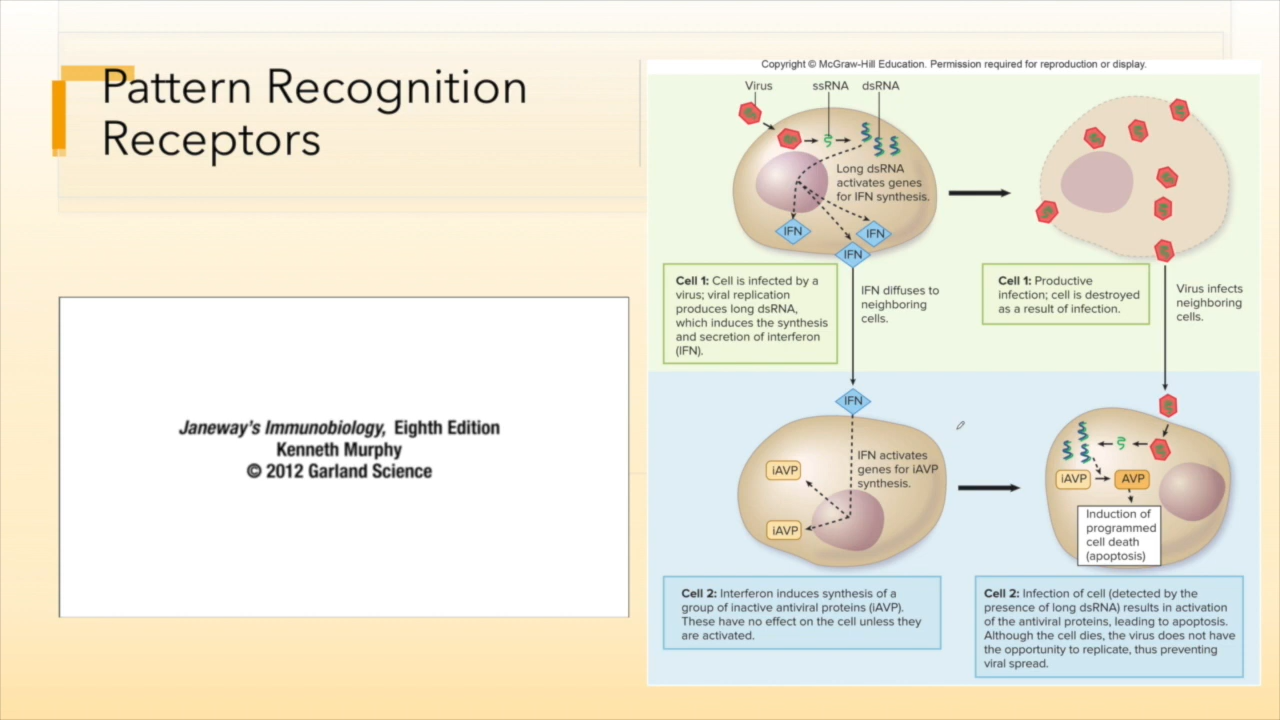 Pattern Recognition
Receptors
Janeway's Immunobiology, Eighth Edition
Kenneth Murphy
© 2012 Garland Science
Copyright © McGraw-Hill Education. Permission required for reproduction or display.
Virus
ssRNA
dsRNA
Long dsRNA
activates genes
for IFN synthesis.
IFN
IFN
IFN
Cell 1: Cell is infected by a
virus; viral replication
produces long dsRNA,
which induces the synthesis
and secretion of interferon
(IFN).
IFN diffuses to
neighboring
cells.
Cell 1: Productive
infection; cell is destroyed
as a result of infection.
Virus infects
neighboring
cells.
IFN
IFN activates
genes for iAVP
synthesis.
iAVP
iAVP
iAVP
AVP
Induction of
programmed
cell death
(apoptosis)
Cell 2: Interferon induces synthesis of a
group of inactive antiviral proteins (iAVP).
These have no effect on the cell unless they
are activated.
Cell 2: Infection of cell (detected by the
presence of long dsRNA) results in activation
of the antiviral proteins, leading to apoptosis.
Although the cell dies, the virus does not have
the opportunity to replicate, thus preventing
viral spread.